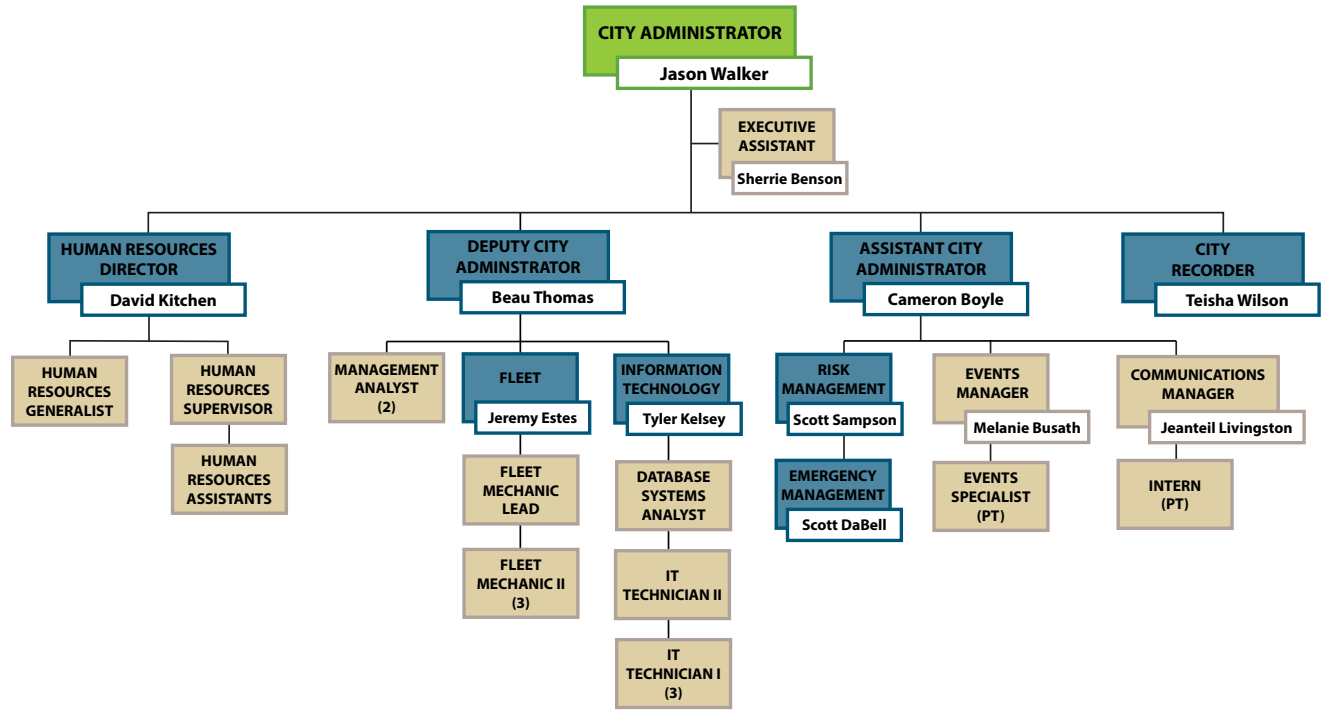 CITY ADMINISTRATOR
Jason Walker
EXECUTIVE
ASSISTANT
Sherrie Benson
HUMAN RESOURCES
DIRECTOR
David Kitchen
DEPUTY CITY
ADMINSTRATOR
Beau Thomas
ASSISTANT CITY
ADMINISTRATOR
Cameron Boyle
CITY
RECORDER
Teisha Wilson
HUMAN
RESOURCES
GENERALIST
HUMAN
RESOURCES
SUPERVISOR
HUMAN
RESOURCES
ASSISTANTS
MANAGEMENT
ANALYST
(2)
FLEET
Jeremy Estes
FLEET
MECHANIC
LEAD
FLEET
MECHANIC II
(3)
INFORMATION
TECHNOLOGY
Tyler Kelsey
DATABASE
SYSTEMS
ANALYST
IT
TECHNICIAN II
IT
TECHNICIAN I
(3)
RISK
MANAGEMENT
Scott Sampson
EMERGENCY
MANAGEMENT
Scott DaBell
EVENTS
MANAGER
Melanie Busath
EVENTS
SPECIALIST
(PT)
COMMUNICATIONS
MANAGER
Jeanteil Livingston
INTERN
(PT)